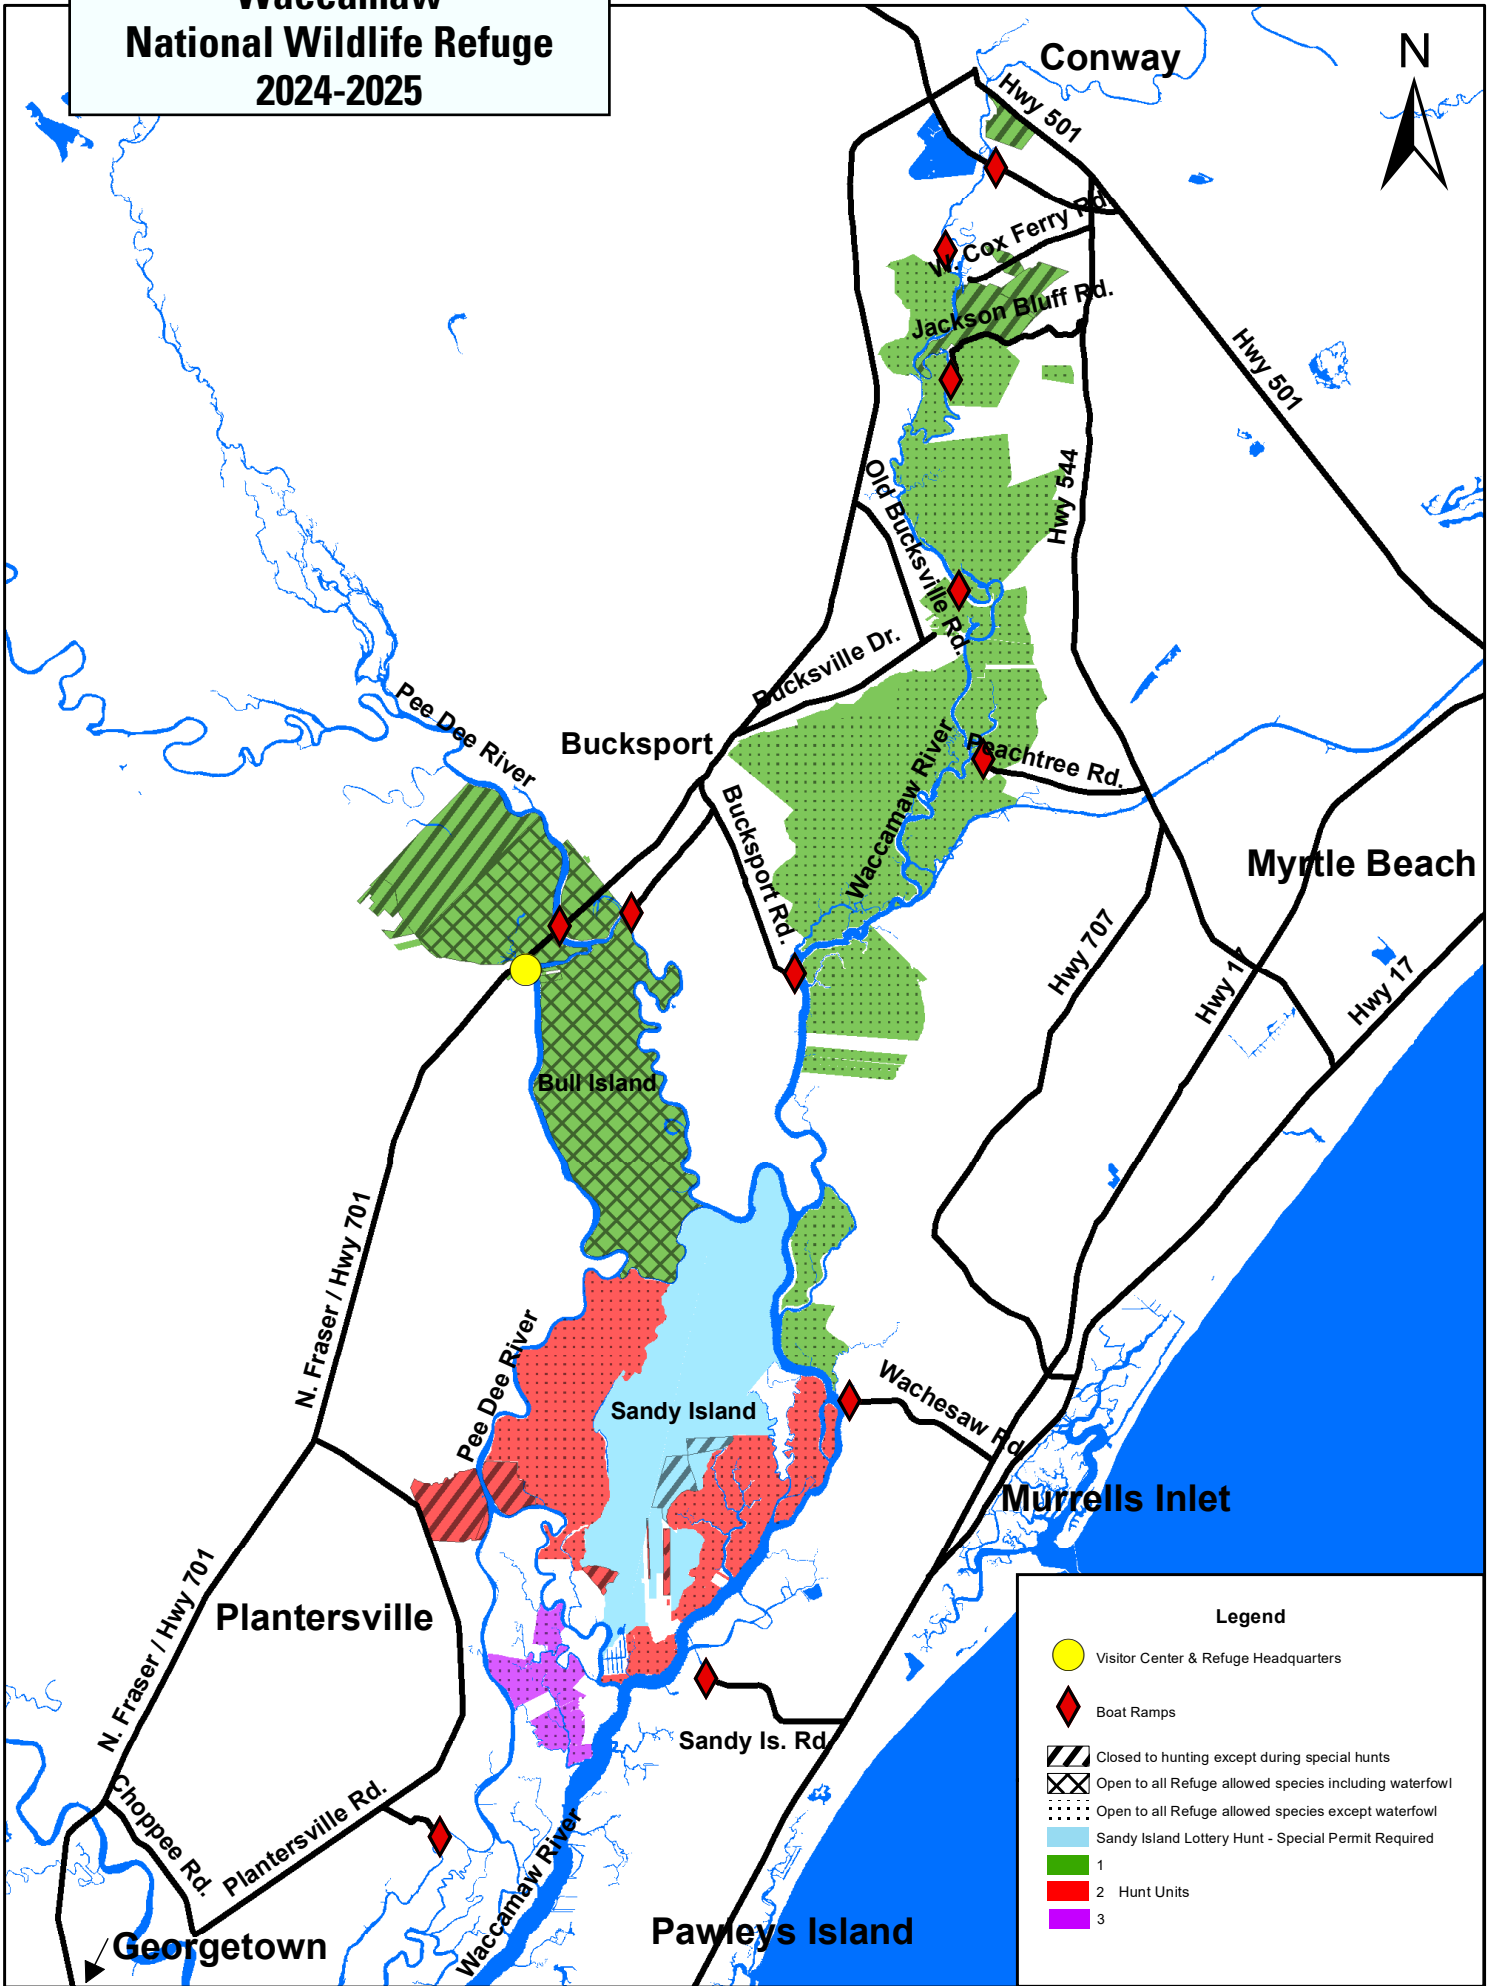 Waccamaw
National Wildlife Refuge
2024-2025
N
Conway
Hwy 501
W. Cox Ferry Rd.
Jackson Bluff Rd.
Hwy 501
Hwy 544
Old Bucksville Rd.
Bucksville Dr.
Pee Dee River
Bucksport
Waccamaw River
Peachtree Rd.
Bucksport Rd.
Myrtle Beach
Hwy 707
Hwy 17
Hwy 17
Bull Island
N. Fraser / Hwy 701
Pee Dee River
Sandy Island
Wachesaw Rd
Murrells Inlet
N. Fraser / Hwy 701
Plantersville
Sandy Is. Rd
Choppee Rd.
Plantersville Rd.
Waccamaw River
Georgetown
Pawleys Island
Legend
Visitor Center & Refuge Headquarters
Boat Ramps
Closed to hunting except during special hunts
Open to all Refuge allowed species including waterfowl
Open to all Refuge allowed species except waterfowl
Sandy Island Lottery Hunt - Special Permit Required
1
2 Hunt Units
3